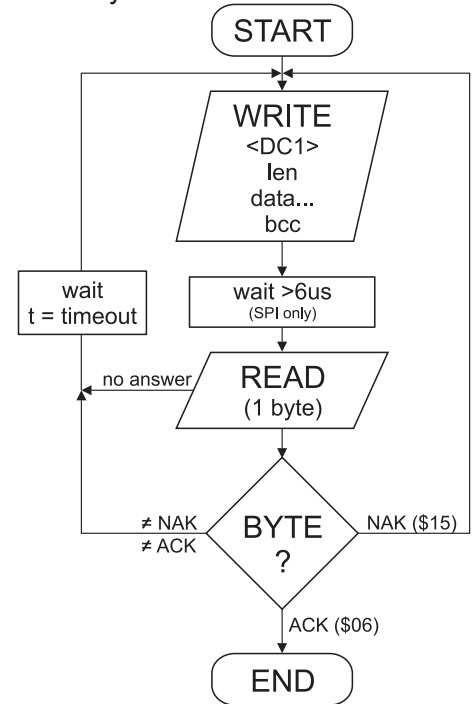 START
WRITE
<DC1>
len
data...
bcc
wait
t = timeout
wait >6us
(SPI only)
no answer
READ
(1 byte)
≠ NAK
≠ ACK
BYTE
?
NAK ($15)
ACK ($06)
END